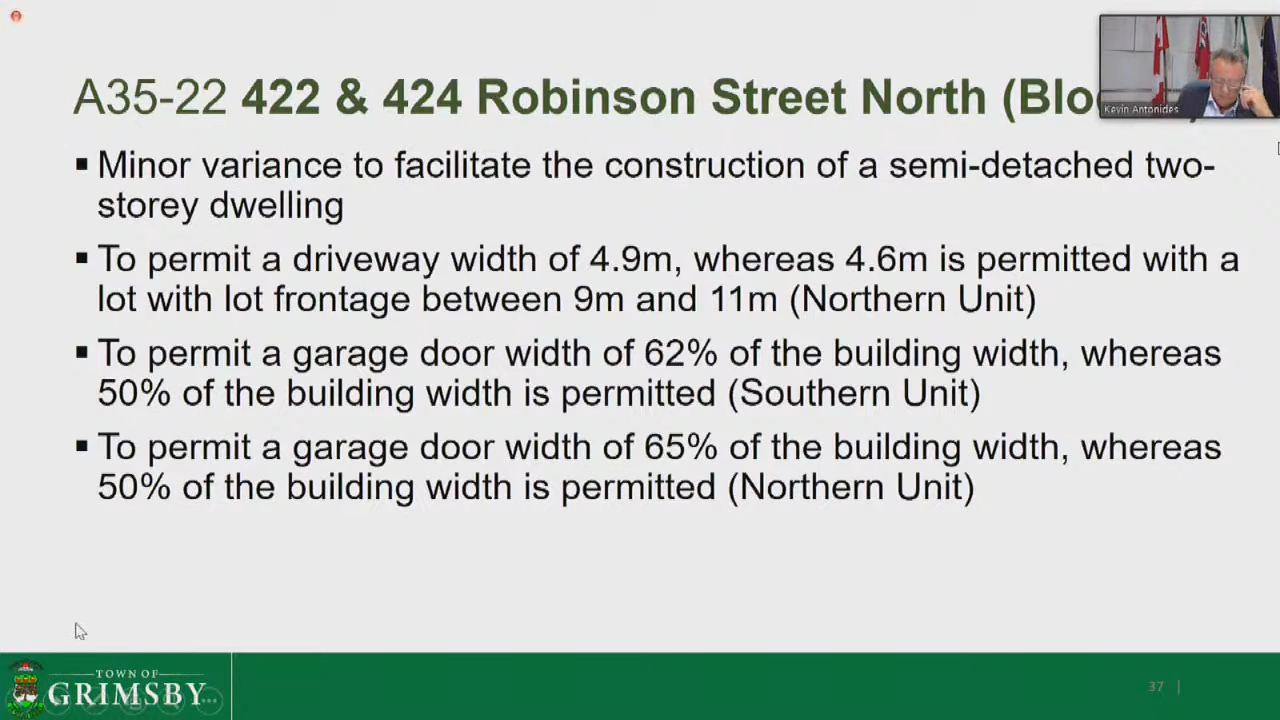 A35-22 422 & 424 Robinson Street North
Kevin Antonides
▪ Minor variance to facilitate the construction of a semi-detached two-
storey dwelling
▪ To permit a driveway width of 4.9m, whereas 4.6m is permitted with a
lot with lot frontage between 9m and 11m (Northern Unit)
▪ To permit a garage door width of 62% of the building width, whereas
50% of the building width is permitted (Southern Unit)
▪ To permit a garage door width of 65% of the building width, whereas
50% of the building width is permitted (Northern Unit)
TOWN OF
GRIMSBY
37 |